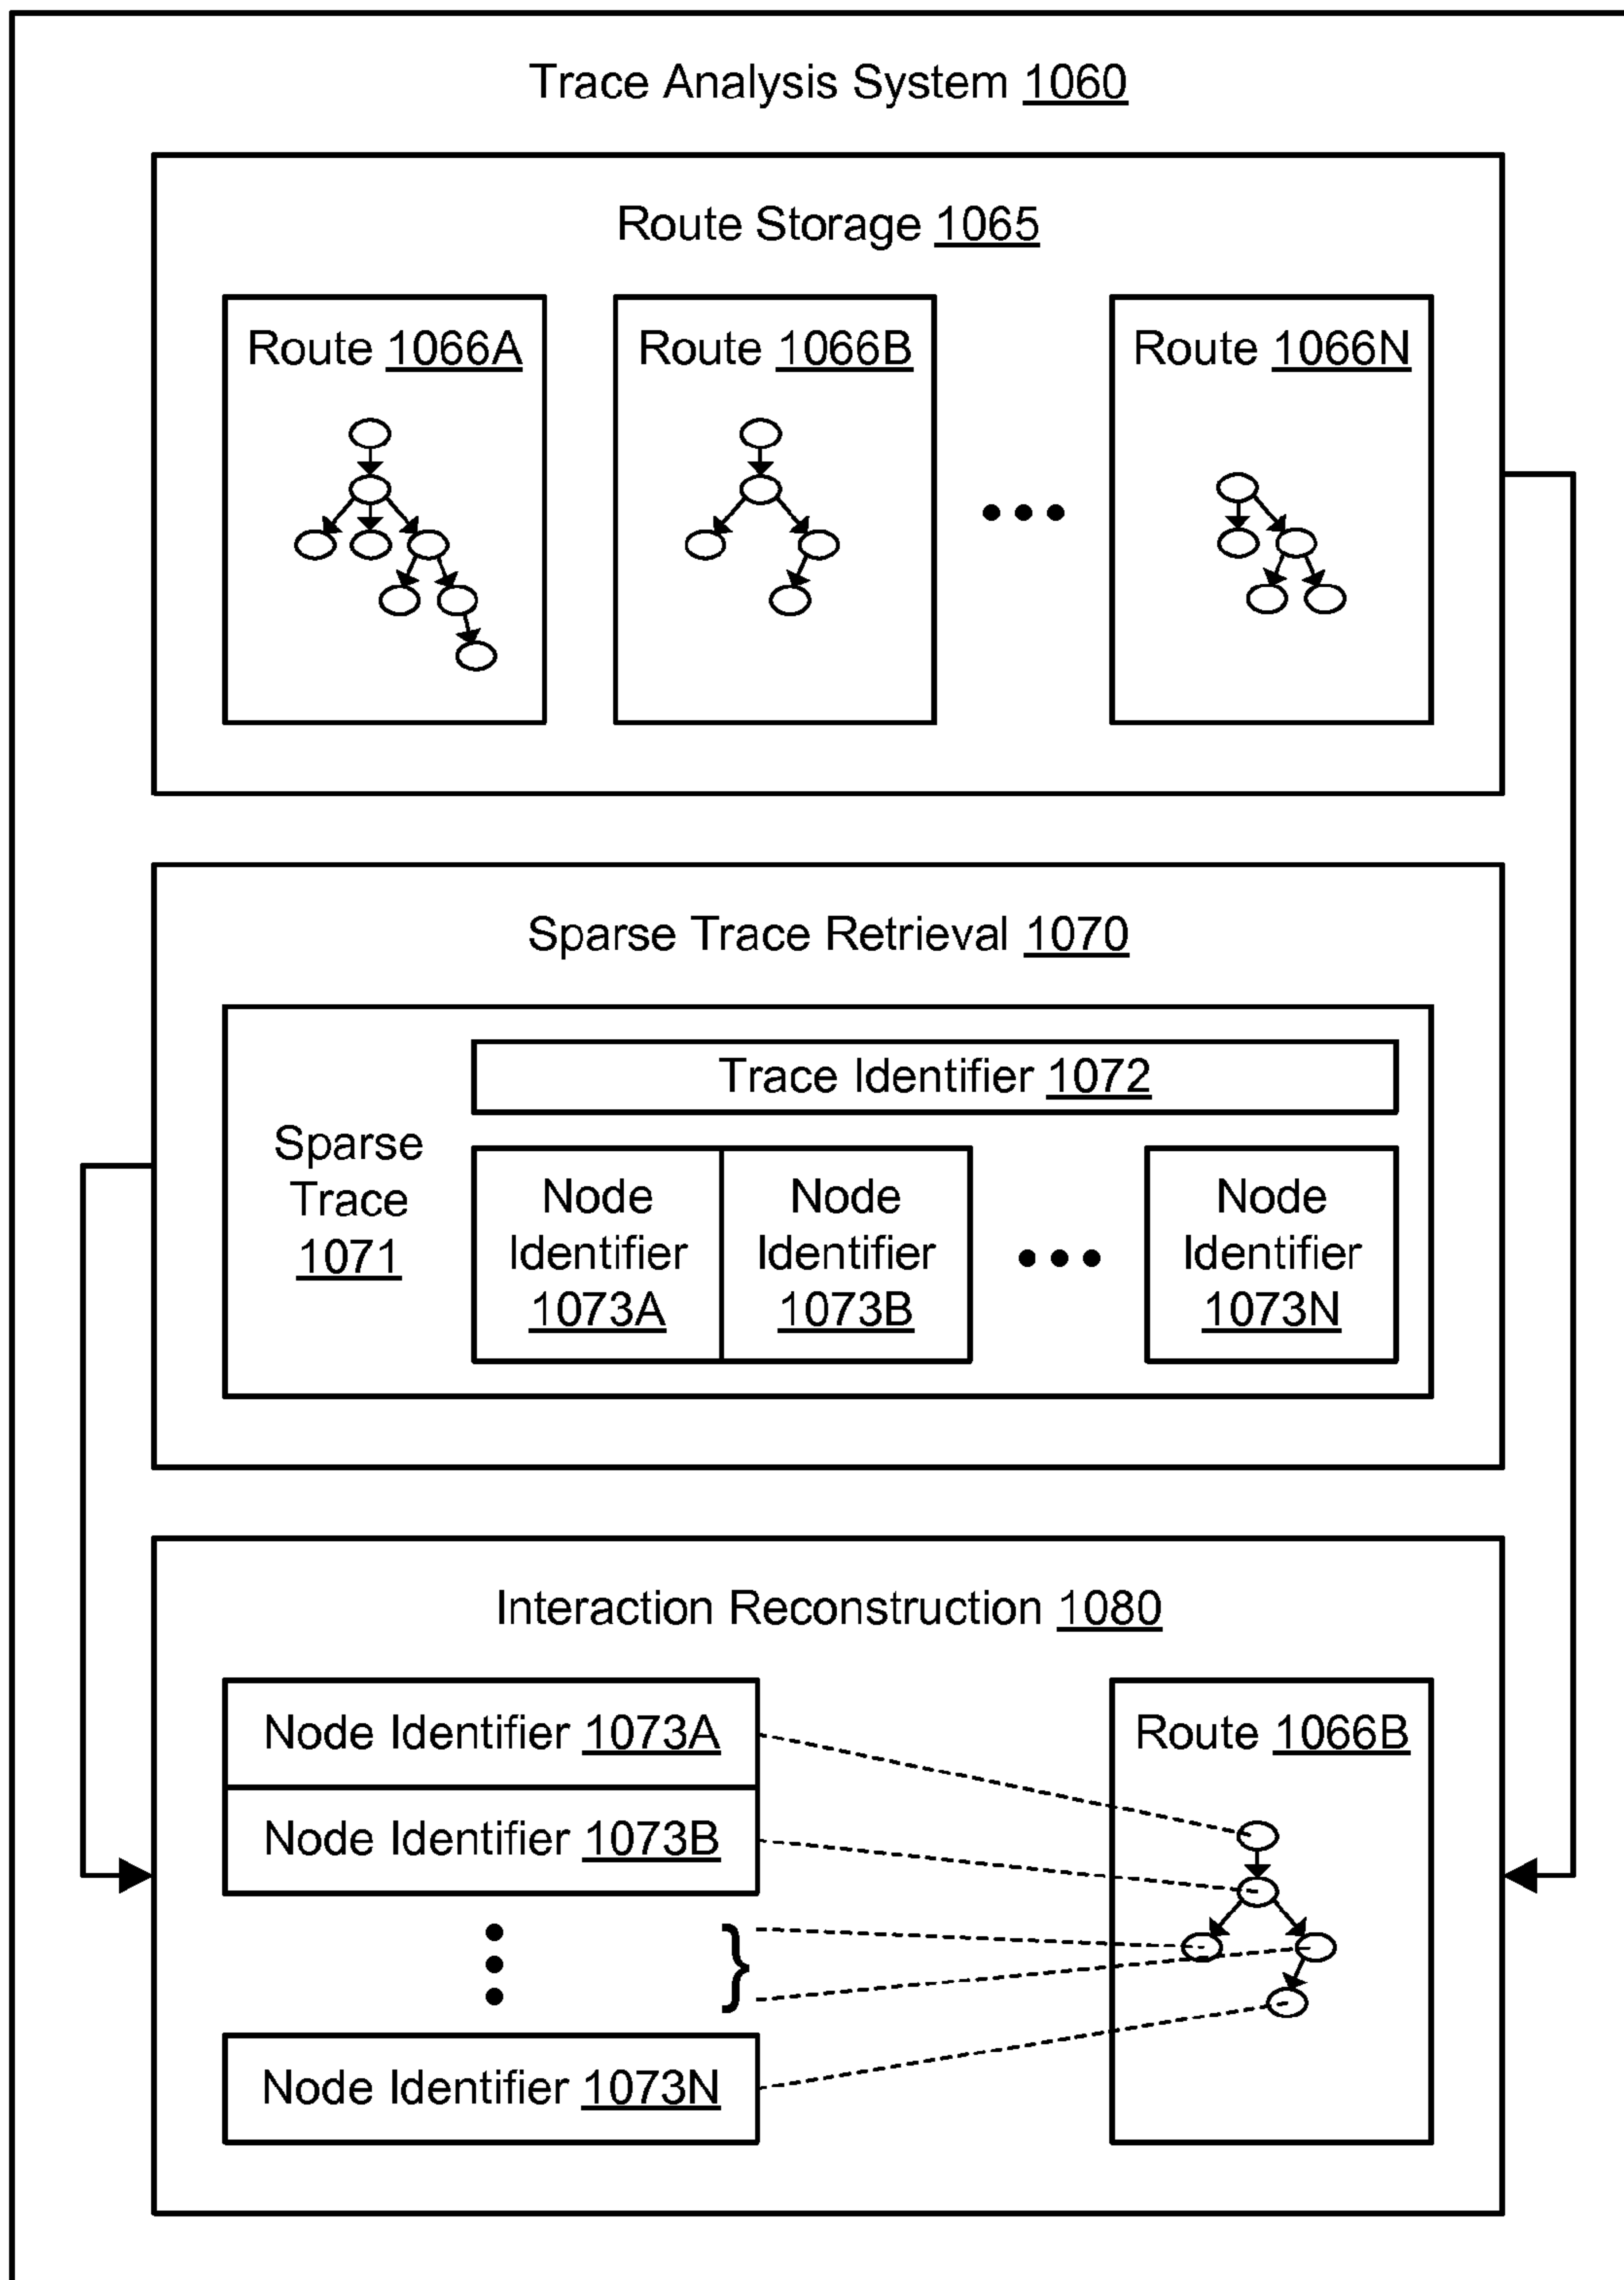 Trace Analysis System 1060
Route Storage 1065
Route 1066A
Route 1066B
Route 1066N
Sparse Trace Retrieval 1070
Trace Identifier 1072
Sparse
Trace
1071
Node
Identifier
1073A
Node
Identifier
1073B
Node
Identifier
1073N
Interaction Reconstruction 1080
Node Identifier 1073A
Node Identifier 1073B
}
Node Identifier 1073N
Route 1066B